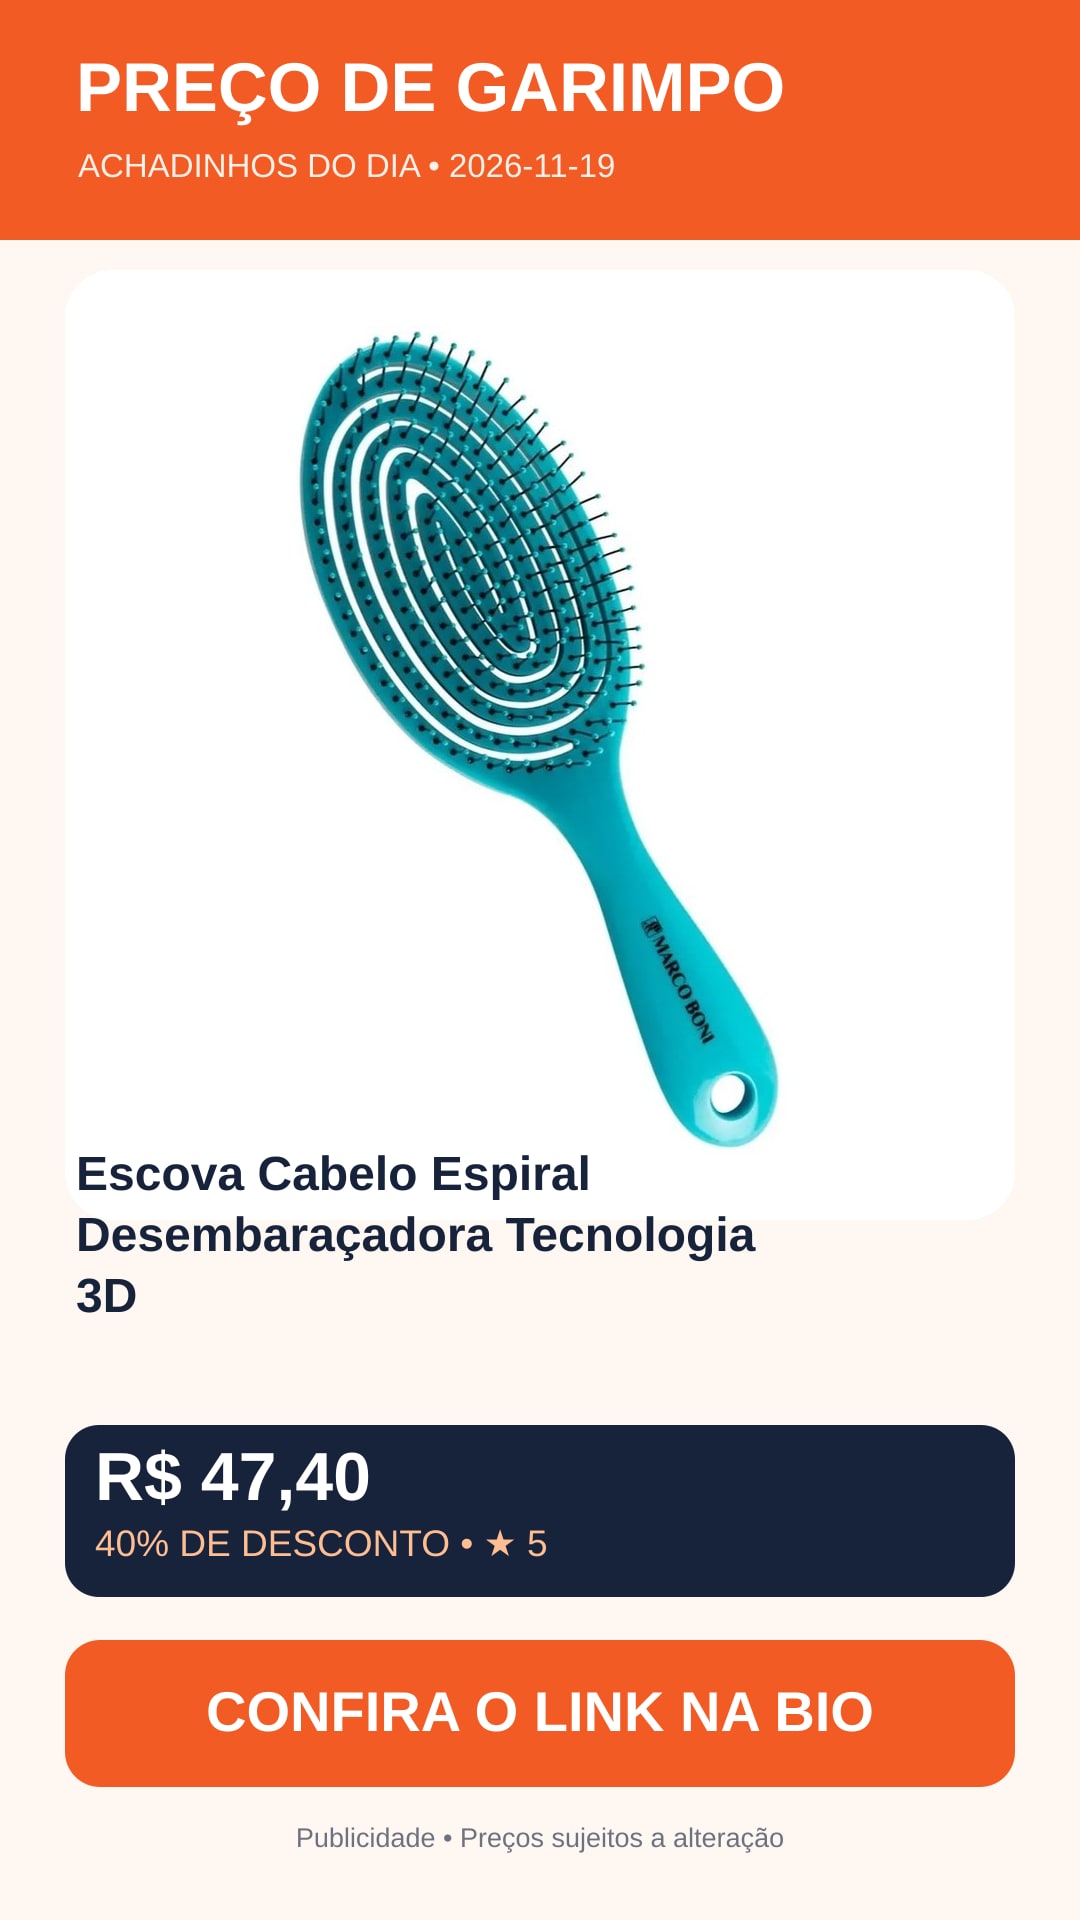 PREÇO DE GARIMPO
ACHADINHOS DO DIA • 2026-11-19
MARCO BONI
Escova Cabelo Espiral
Desembaraçadora Tecnologia
3D
R$ 47,40
40% DE DESCONTO • ★ 5
CONFIRA O LINK NA BIO
Publicidade • Preços sujeitos a alteração